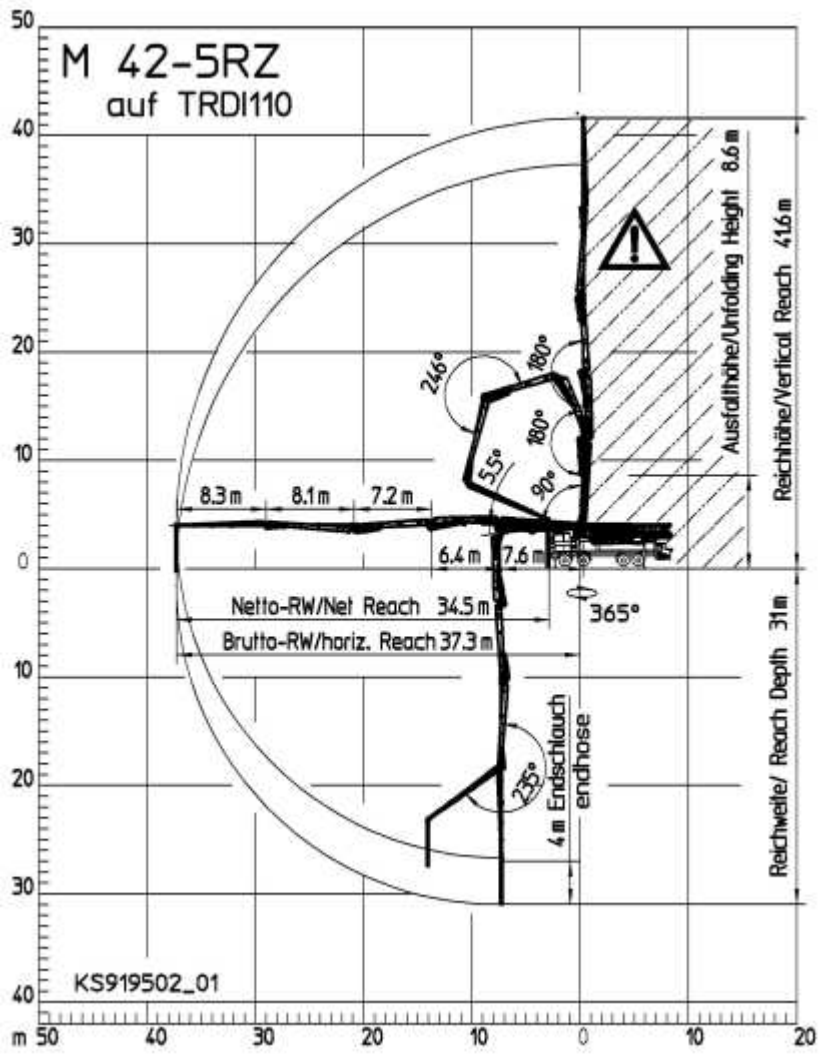 M 42-5RZ
auf TRDI110
50
40
30
20
10
0
10
20
30
40
m 50 40 30 20 10 0 10 20
Ausfalthöhe/Unfolding Height 8.6 m
Reichhöhe/Vertical Reach 41.6 m
246°
180°
180°
5.5°
90°
8.3 m
8.1 m
7.2 m
6.4 m
7.6 m
365°
Netto-RW/Net Reach 34.5 m
Brutto-RW/horiz. Reach 37.3 m
Reichweite/ Reach Depth 31 m
235°
4 m Endschlauch
endhose
KS919502_01
!